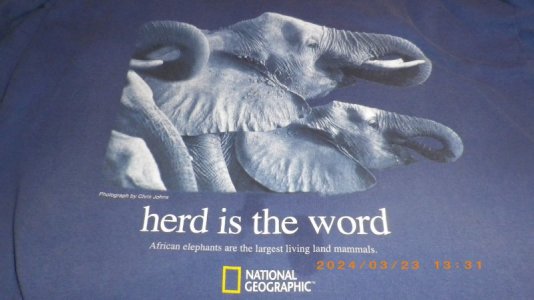 Photograph by Chris Johns
herd is the word
African elephants are the largest living land mammals.
NATIONAL
GEOGRAPHIC™
2024/03/23 13:31